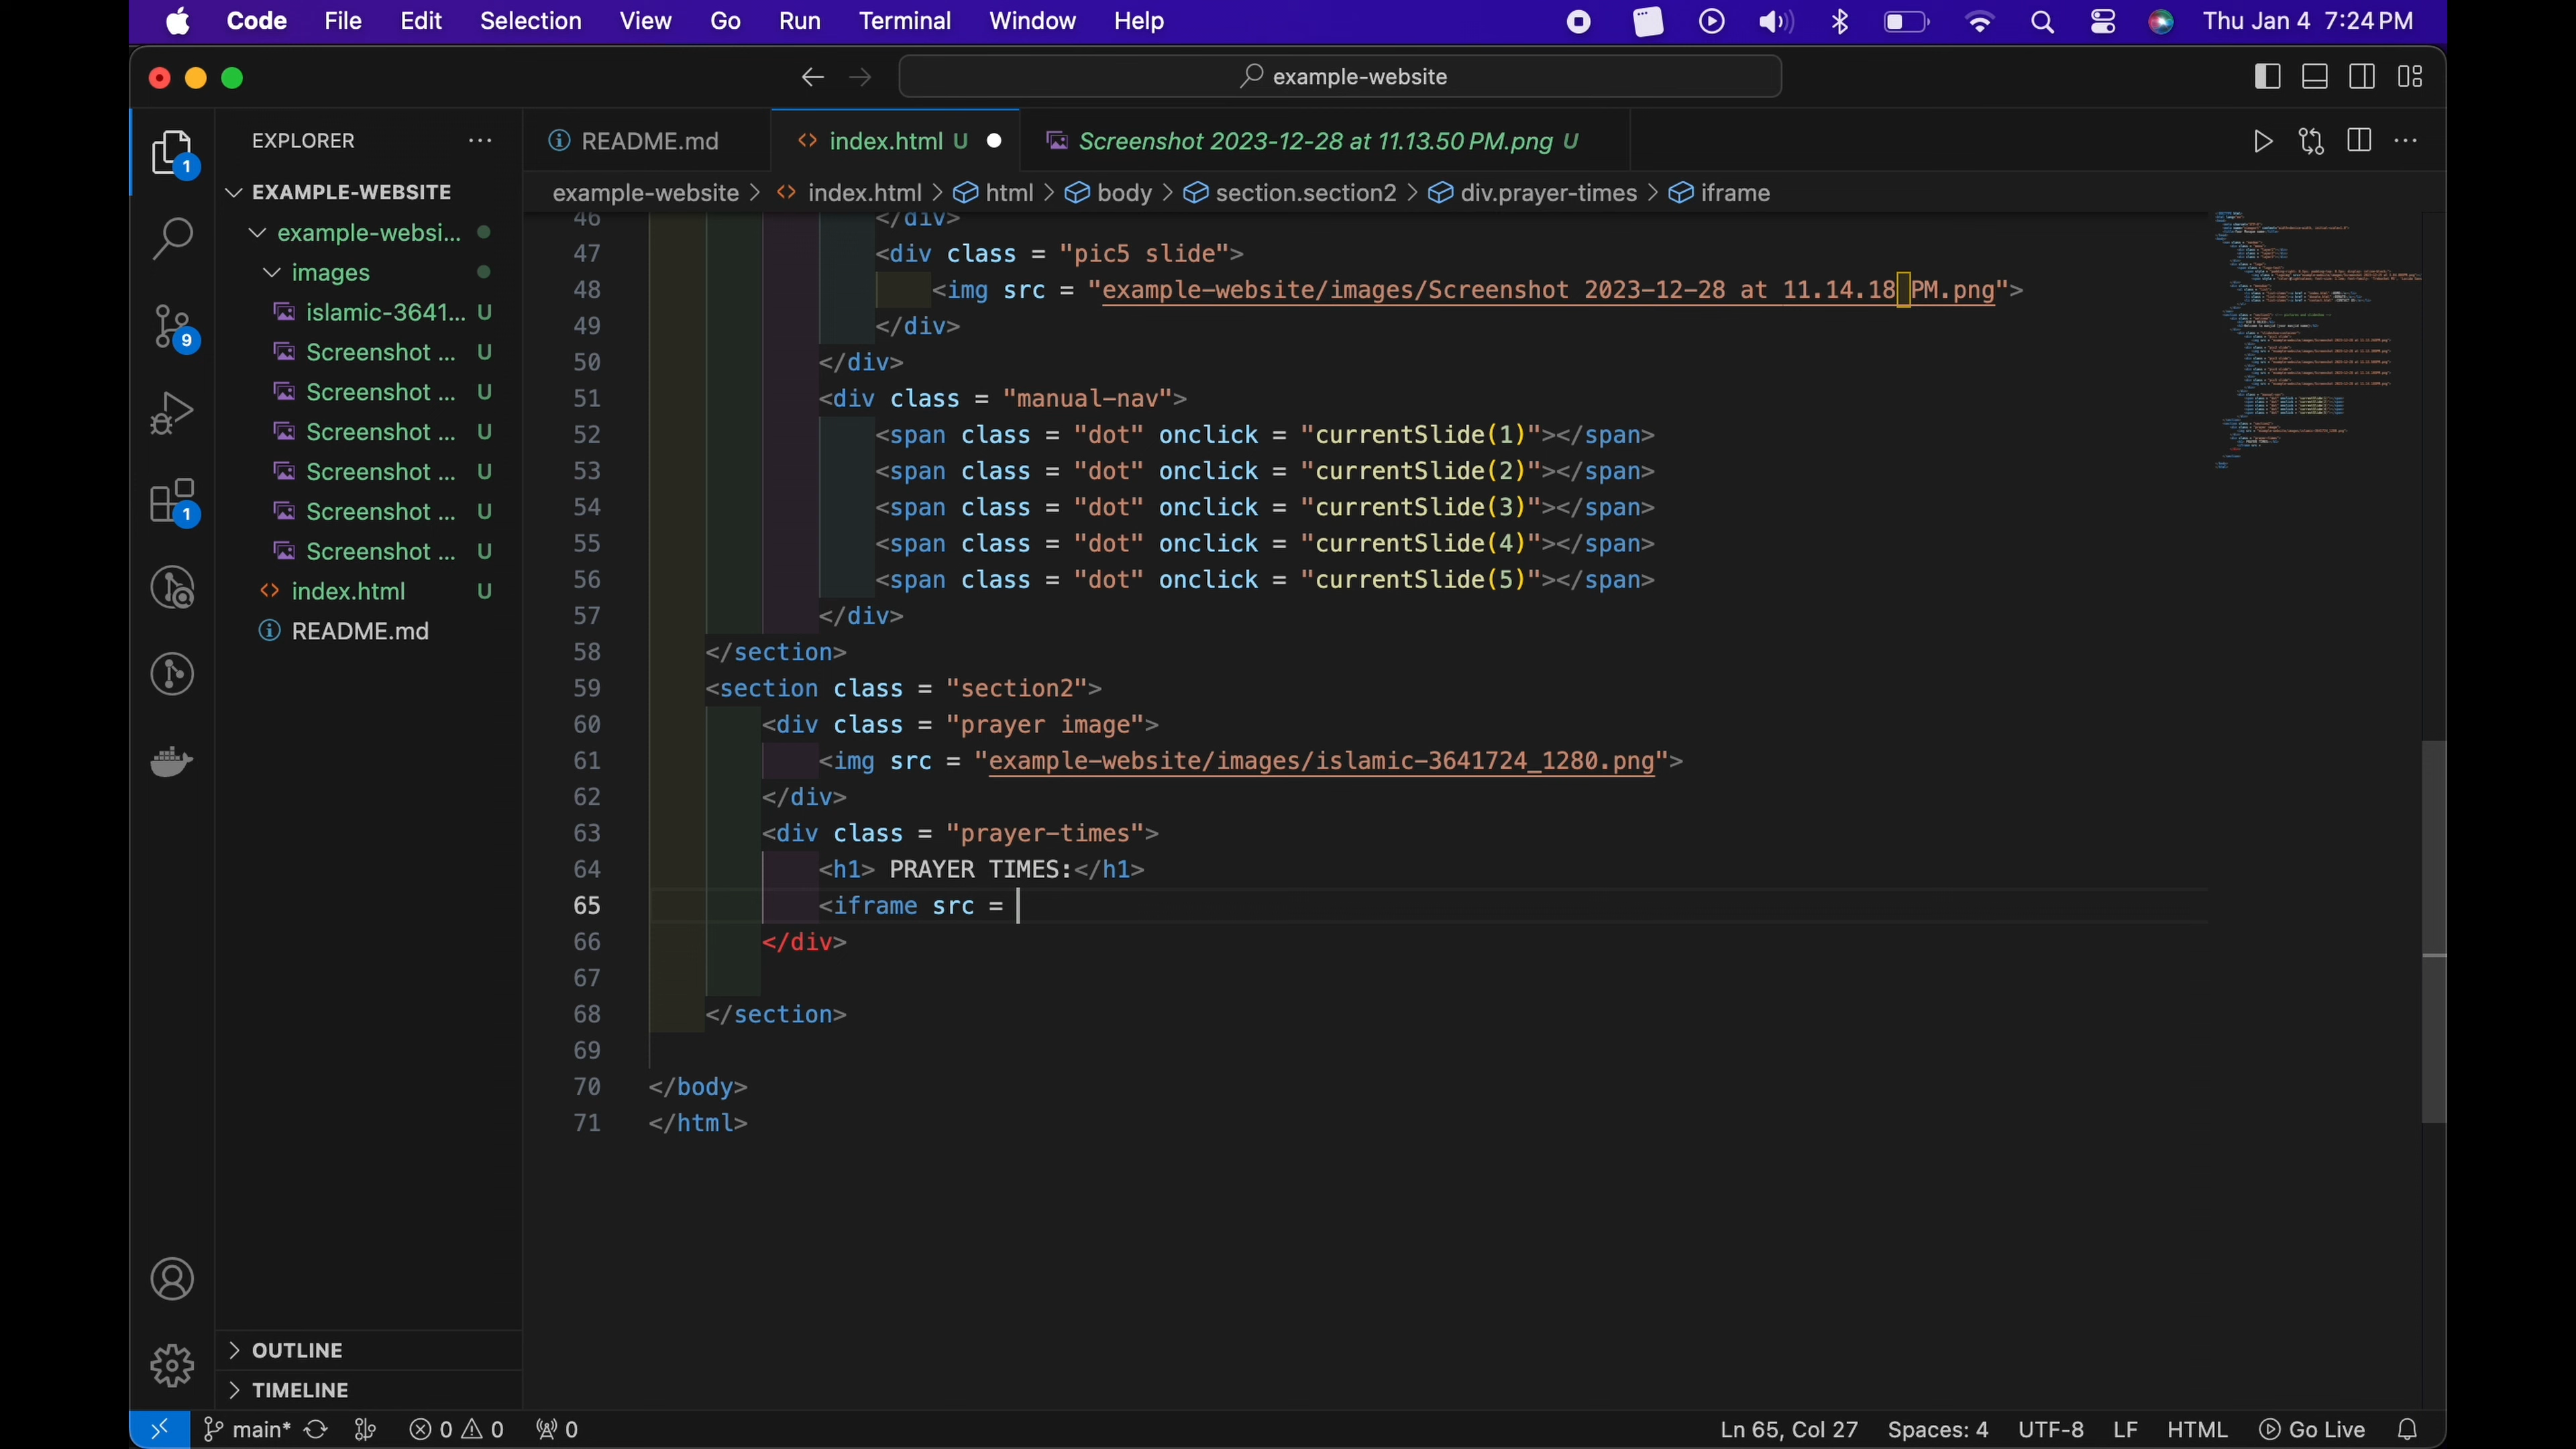 Code File Edit Selection View Go Run Terminal Window Help Thu Jan 4 7:24 PM
example-website
EXPLORER
README.md
index.html U
Screenshot 2023-12-28 at 11.13.50 PM.png U
EXAMPLE-WEBSITE
example-website > index.html > html > body > section.section2 > div.prayer-times > iframe
example-websi...
images
islamic-3641... U
Screenshot ... U
Screenshot ... U
Screenshot ... U
Screenshot ... U
Screenshot ... U
Screenshot ... U
index.html U
README.md
46 </div>
47 <div class = "pic5 slide">
48 <img src = "example-website/images/Screenshot 2023-12-28 at 11.14.18 PM.png">
49 </div>
50 </div>
51 <div class = "manual-nav">
52 <span class = "dot" onclick = "currentSlide(1)"></span>
53 <span class = "dot" onclick = "currentSlide(2)"></span>
54 <span class = "dot" onclick = "currentSlide(3)"></span>
55 <span class = "dot" onclick = "currentSlide(4)"></span>
56 <span class = "dot" onclick = "currentSlide(5)"></span>
57 </div>
58 </section>
59 <section class = "section2">
60 <div class = "prayer image">
61 <img src = "example-website/images/islamic-3641724_1280.png">
62 </div>
63 <div class = "prayer-times">
64 <h1> PRAYER TIMES:</h1>
65 <iframe src =
66 </div>
67
68 </section>
69
70 </body>
71 </html>
1
9
1
OUTLINE
TIMELINE
main* 0 0 0 Ln 65, Col 27 Spaces: 4 UTF-8 LF HTML Go Live